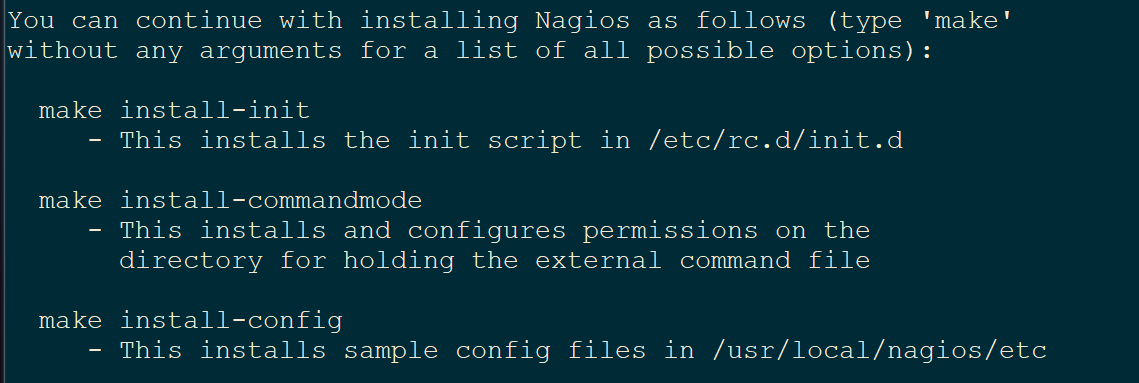 You can continue with installing Nagios as follows (type 'make'
without any arguments for a list of all possible options):
make install-init
- This installs the init script in /etc/rc.d/init.d
make install-commandmode
- This installs and configures permissions on the
directory for holding the external command file
make install-config
- This installs sample config files in /usr/local/nagios/etc